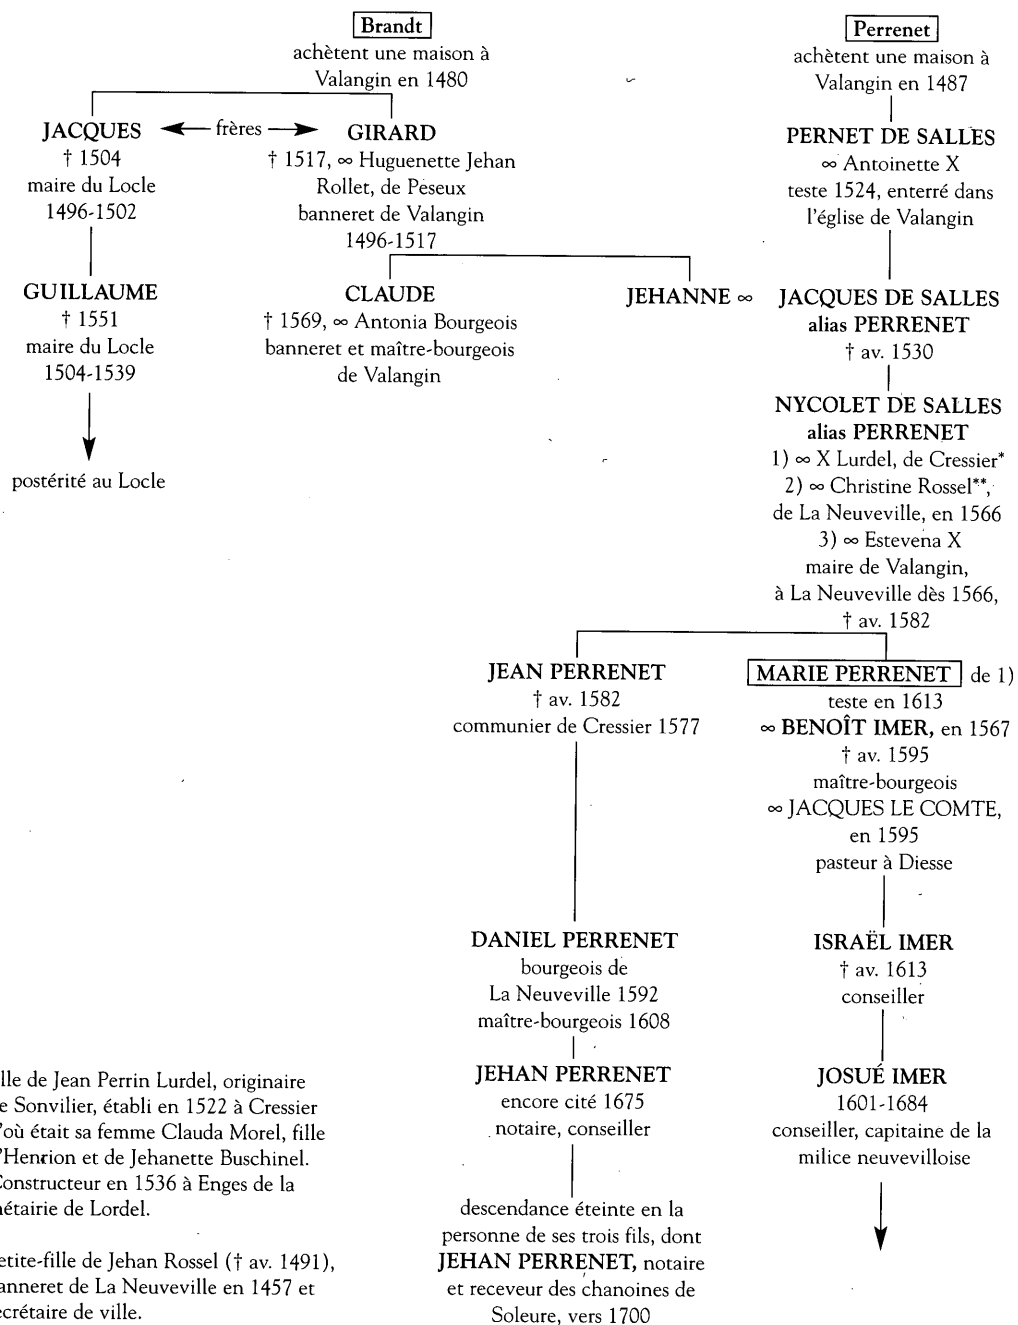 Brandt
achètent une maison à
Valangin en 1480
Perrenet
achètent une maison à
Valangin en 1487
JACQUES
† 1504
maire du Locle
1496-1502
frères
GIRARD
† 1517, ∞ Huguenette Jehan
Rollet, de Peseux
banneret de Valangin
1496-1517
PERNET DE SALLES
∞ Antoinette X
teste 1524, enterré dans
l'église de Valangin
GUILLAUME
† 1551
maire du Locle
1504-1539
postérité au Locle
CLAUDE
† 1569, ∞ Antonia Bourgeois
banneret et maître-bourgeois
de Valangin
JEHANNE ∞
JACQUES DE SALLES
alias PERRENET
† av. 1530
NYCOLET DE SALLES
alias PERRENET
1) ∞ X Lurdel, de Cressier*
2) ∞ Christine Rossel**,
de La Neuveville, en 1566
3) ∞ Estevena X
maire de Valangin,
à La Neuveville dès 1566,
† av. 1582
JEAN PERRENET
† av. 1582
communier de Cressier 1577
MARIE PERRENET de 1)
teste en 1613
∞ BENOÎT IMER, en 1567
† av. 1595
maître-bourgeois
∞ JACQUES LE COMTE,
en 1595
pasteur à Diesse
DANIEL PERRENET
bourgeois de
La Neuveville 1592
maître-bourgeois 1608
ISRAËL IMER
† av. 1613
conseiller
JEHAN PERRENET
encore cité 1675
notaire, conseiller
JOSUÉ IMER
1601-1684
conseiller, capitaine de la
milice neuvevilloise
descendance éteinte en la
personne de ses trois fils, dont
JEHAN PERRENET, notaire
et receveur des chanoines de
Soleure, vers 1700
lle de Jean Perrin Lurdel, originaire
e Sonvilier, établi en 1522 à Cressier
'où était sa femme Clauda Morel, fille
'Henrion et de Jehanette Buschinel.
Constructeur en 1536 à Enges de la
étairie de Lordel.
etite-fille de Jehan Rossel († av. 1491),
anneret de La Neuveville en 1457 et
ecrétaire de ville.